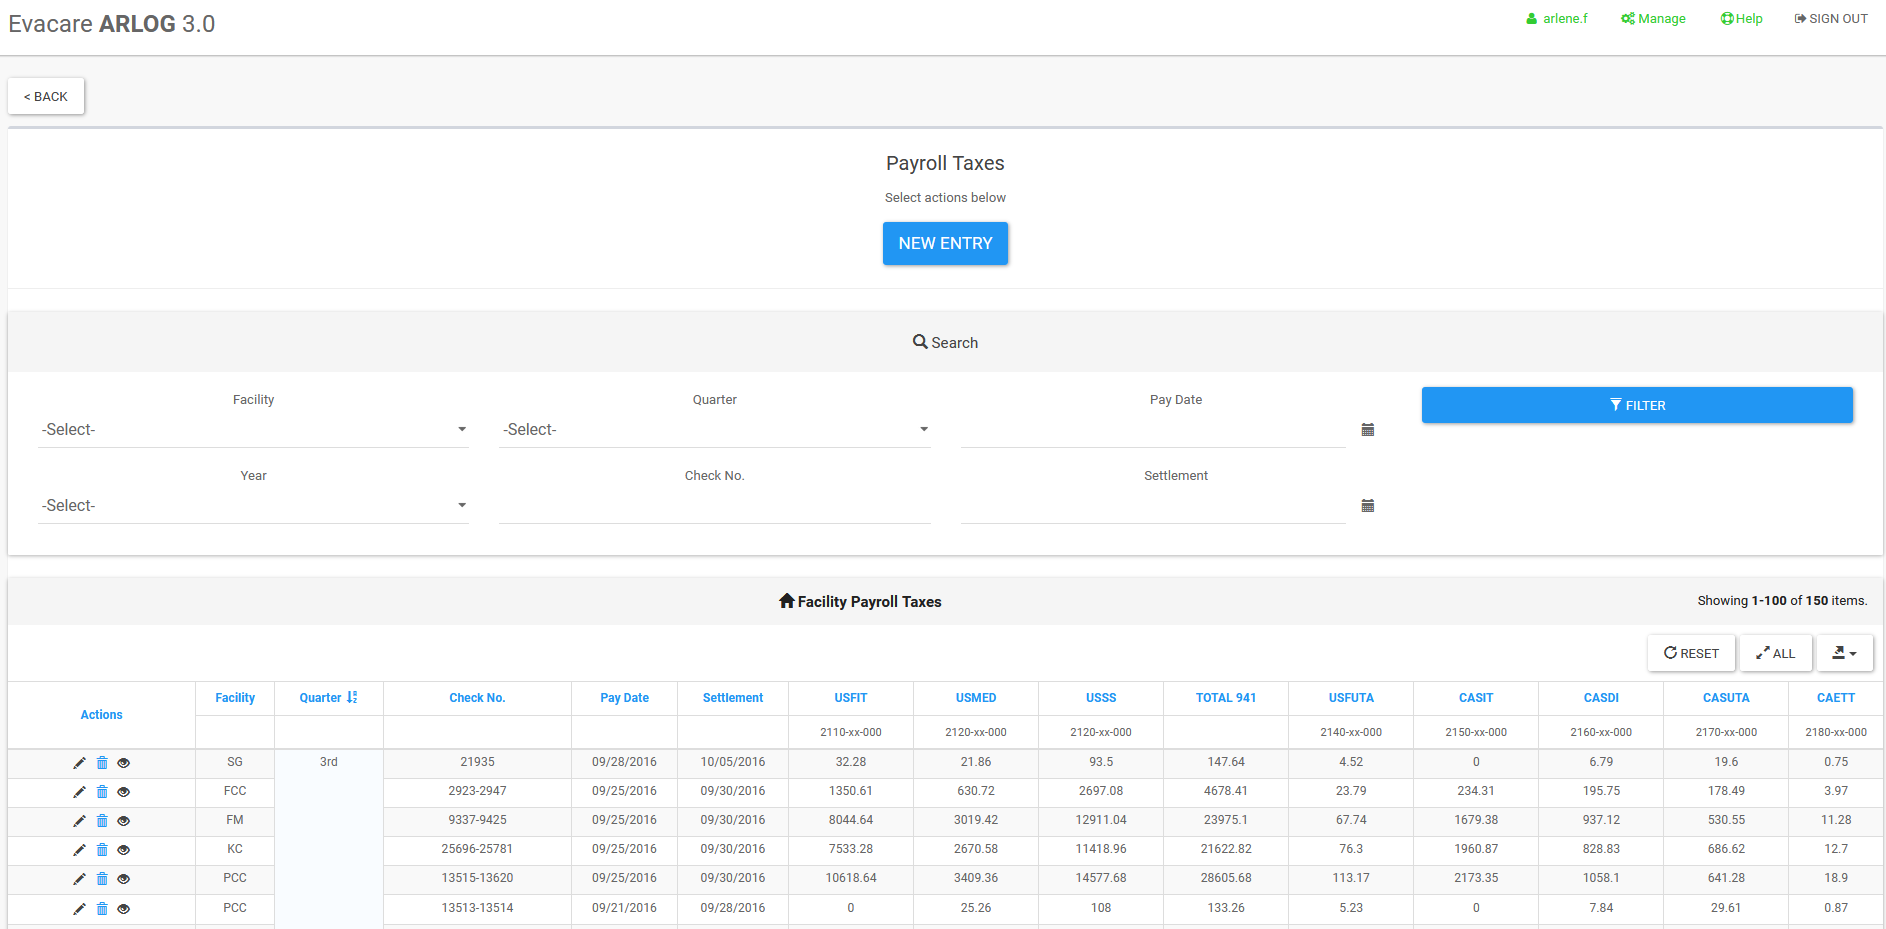 Evacare ARLOG 3.0
arlene.f Manage Help SIGN OUT
< BACK
Payroll Taxes
Select actions below
NEW ENTRY
Search
Facility Quarter Pay Date
FILTER
-Select- -Select-
Year Check No. Settlement
-Select-
Facility Payroll Taxes
Showing 1-100 of 150 items.
RESET ALL
Actions Facility Quarter Check No. Pay Date Settlement USFIT USMED USSS TOTAL 941 USFUTA CASIT CASDI CASUTA CAETT
2110-xx-000 2120-xx-000 2120-xx-000 2140-xx-000 2150-xx-000 2160-xx-000 2170-xx-000 2180-xx-000
SG 3rd 21935 09/28/2016 10/05/2016 32.28 21.86 93.5 147.64 4.52 0 6.79 19.6 0.75
FCC 2923-2947 09/25/2016 09/30/2016 1350.61 630.72 2697.08 4678.41 23.79 234.31 195.75 178.49 3.97
FM 9337-9425 09/25/2016 09/30/2016 8044.64 3019.42 12911.04 23975.1 67.74 1679.38 937.12 530.55 11.28
KC 25696-25781 09/25/2016 09/30/2016 7533.28 2670.58 11418.96 21622.82 76.3 1960.87 828.83 686.62 12.7
PCC 13515-13620 09/25/2016 09/30/2016 10618.64 3409.36 14577.68 28605.68 113.17 2173.35 1058.1 641.28 18.9
PCC 13513-13514 09/21/2016 09/28/2016 0 25.26 108 133.26 5.23 0 7.84 29.61 0.87